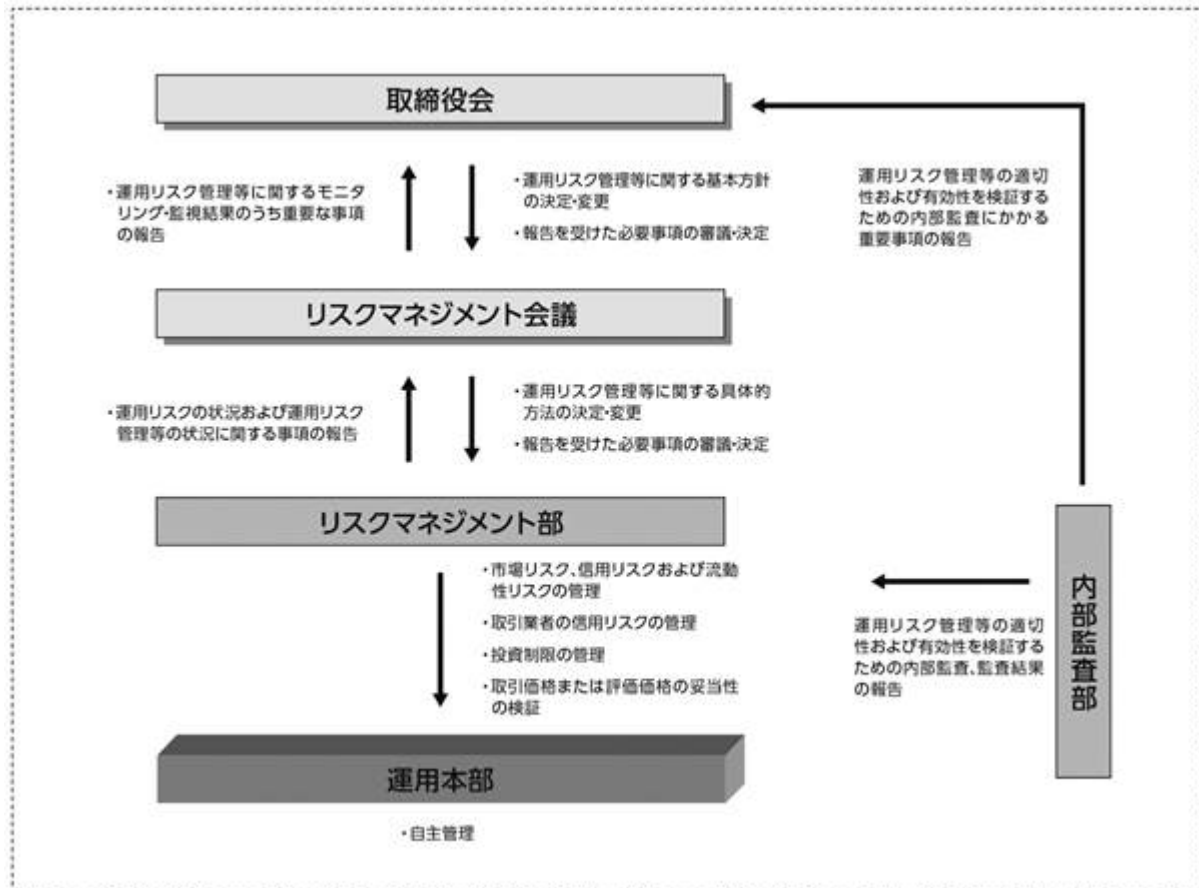 取締役会
・運用リスク管理等に関するモニタ
リング・監視結果のうち重要な事項
の報告
・運用リスク管理等に関する基本方針
の決定・変更
・報告を受けた必要事項の審議・決定
運用リスク管理等の適切
性および有効性を検証する
ための内部監査にかかる
重要事項の報告
リスクマネジメント会議
・運用リスクの状況および運用リスク
管理等の状況に関する事項の報告
・運用リスク管理等に関する具体的
方法の決定・変更
・報告を受けた必要事項の審議・決定
リスクマネジメント部
・市場リスク、信用リスクおよび流動
性リスクの管理
・取引業者の信用リスクの管理
・投資制限の管理
・取引価格または評価価格の妥当性
の検証
内部監査部
運用リスク管理等の適切
性および有効性を検証する
ための内部監査、監査結果
の報告
運用本部
・自主管理